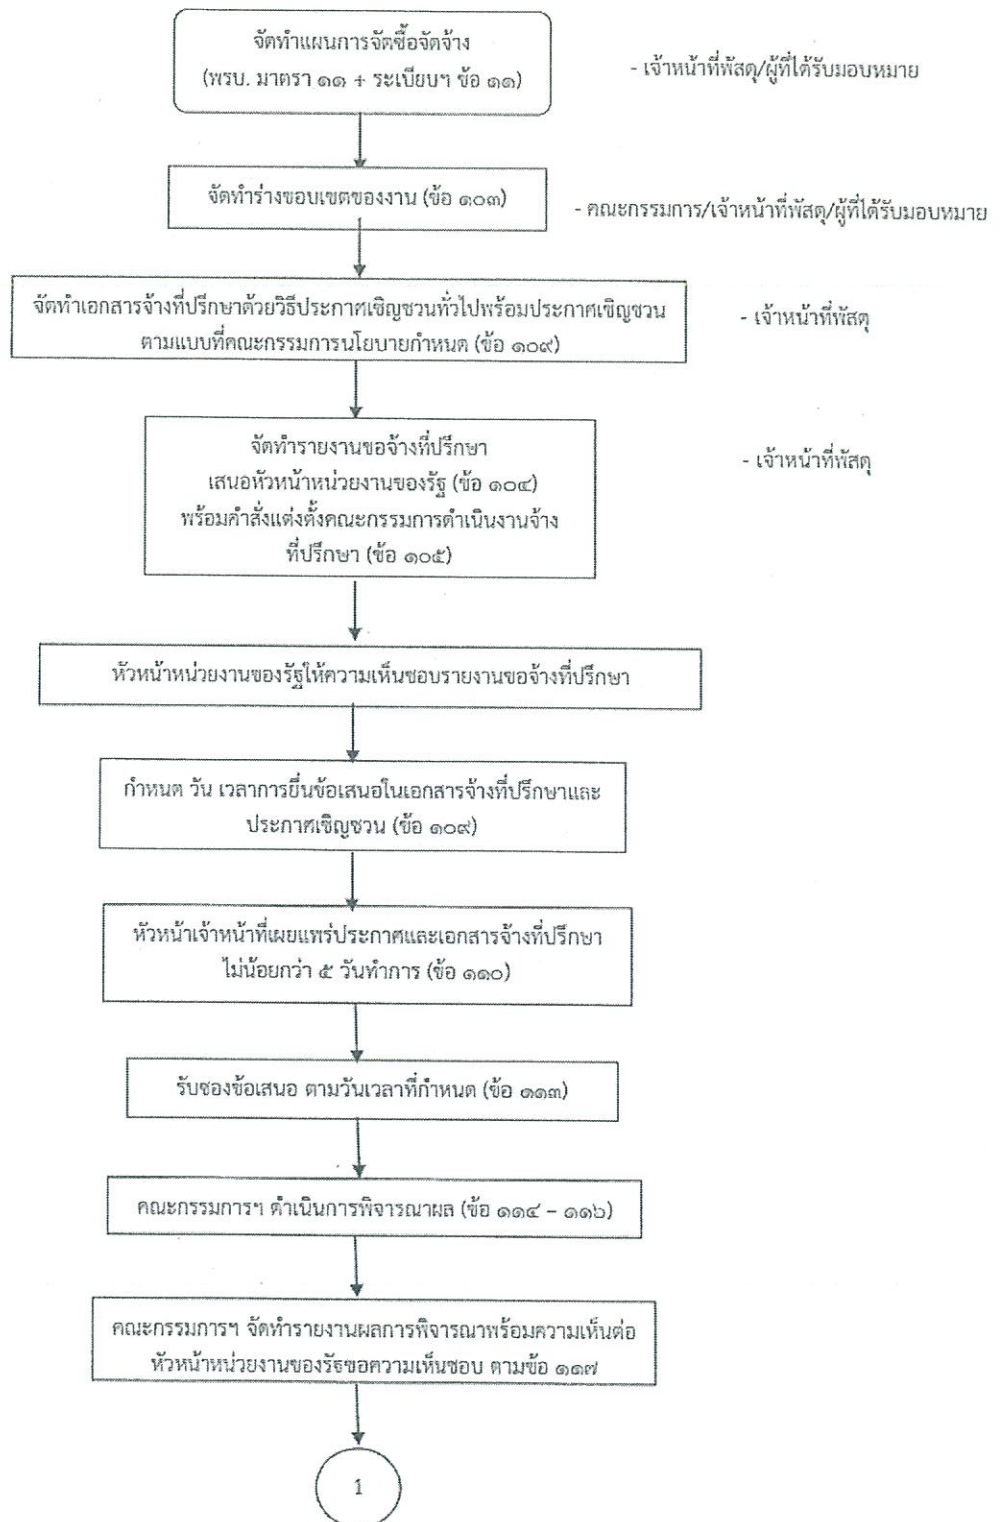 จัดทำแผนการจัดซื้อจัดจ้าง
(พรบ. มาตรา ๑๑ + ระเบียบฯ ข้อ ๑๑)
- เจ้าหน้าที่พัสดุ/ผู้ที่ได้รับมอบหมาย
จัดทำร่างขอบเขตของงาน (ข้อ ๑๐๓)
- คณะกรรมการ/เจ้าหน้าที่พัสดุ/ผู้ที่ได้รับมอบหมาย
จัดทำเอกสารจ้างที่ปรึกษาด้วยวิธีประกาศเชิญชวนทั่วไปพร้อมประกาศเชิญชวน
ตามแบบที่คณะกรรมการนโยบายกำหนด (ข้อ ๑๐๙)
- เจ้าหน้าที่พัสดุ
จัดทำรายงานขอจ้างที่ปรึกษา
เสนอหัวหน้าหน่วยงานของรัฐ (ข้อ ๑๐๔)
พร้อมคำสั่งแต่งตั้งคณะกรรมการดำเนินงานจ้าง
ที่ปรึกษา (ข้อ ๑๐๕)
- เจ้าหน้าที่พัสดุ
หัวหน้าหน่วยงานของรัฐให้ความเห็นชอบรายงานขอจ้างที่ปรึกษา
กำหนด วัน เวลาการยื่นข้อเสนอในเอกสารจ้างที่ปรึกษาและ
ประกาศเชิญชวน (ข้อ ๑๐๙)
หัวหน้าเจ้าหน้าที่เผยแพร่ประกาศและเอกสารจ้างที่ปรึกษา
ไม่น้อยกว่า ๕ วันทำการ (ข้อ ๑๑๐)
รับซองข้อเสนอ ตามวันเวลาที่กำหนด (ข้อ ๑๑๓)
คณะกรรมการฯ ดำเนินการพิจารณาผล (ข้อ ๑๑๔ – ๑๑๖)
คณะกรรมการฯ จัดทำรายงานผลการพิจารณาพร้อมความเห็นต่อ
หัวหน้าหน่วยงานของรัฐขอความเห็นชอบ ตามข้อ ๑๑๗
1